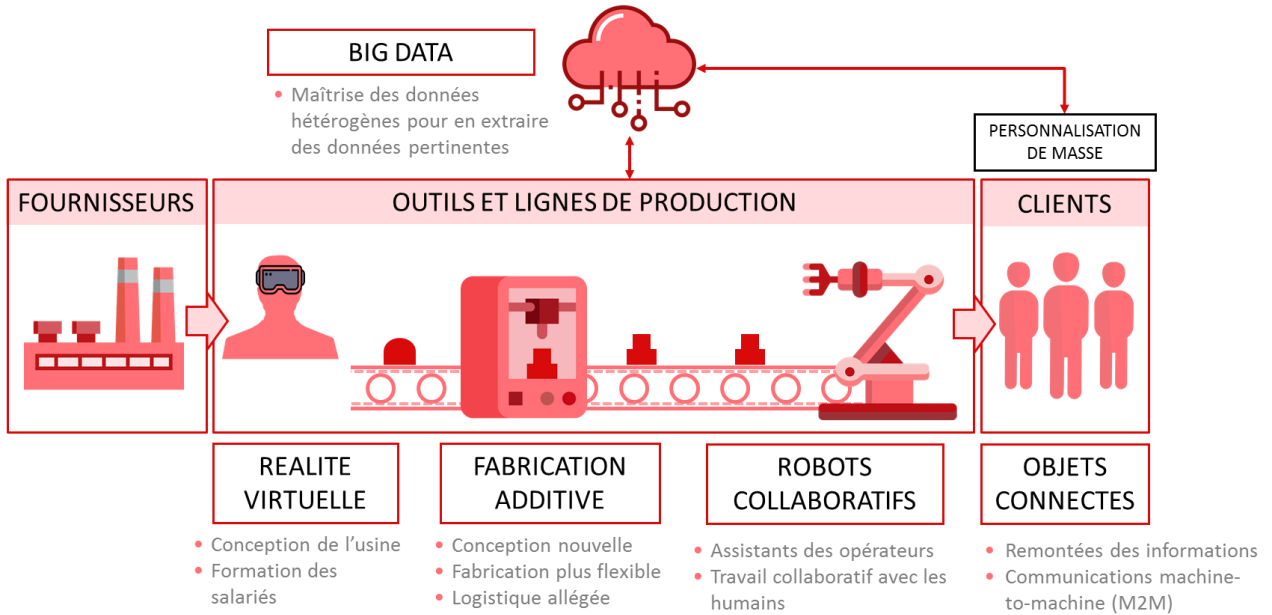 BIG DATA
• Maîtrise des données
hétérogènes pour en extraire
des données pertinentes
PERSONNALISATION
DE MASSE
FOURNISSEURS
OUTILS ET LIGNES DE PRODUCTION
CLIENTS
REALITE
VIRTUELLE
• Conception de l’usine
• Formation des
salariés
FABRICATION
ADDITIVE
• Conception nouvelle
• Fabrication plus flexible
• Logistique allégée
ROBOTS
COLLABORATIFS
• Assistants des opérateurs
• Travail collaboratif avec les
humains
OBJETS
CONNECTES
• Remontées des informations
• Communications machine-
to-machine (M2M)